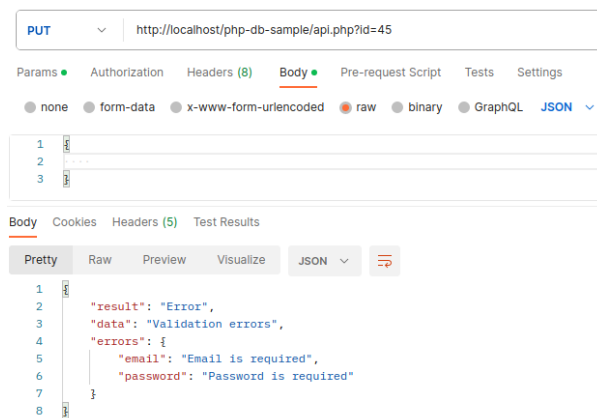 PUT http://localhost/php-db-sample/api.php?id=45
Params Authorization Headers (8) Body Pre-request Script Tests Settings
none form-data x-www-form-urlencoded raw binary GraphQL JSON
1 {
2 ....
3 }
Body Cookies Headers (5) Test Results
Pretty Raw Preview Visualize JSON
1 {
2 "result": "Error",
3 "data": "Validation errors",
4 "errors": {
5 "email": "Email is required",
6 "password": "Password is required"
7 }
8 }